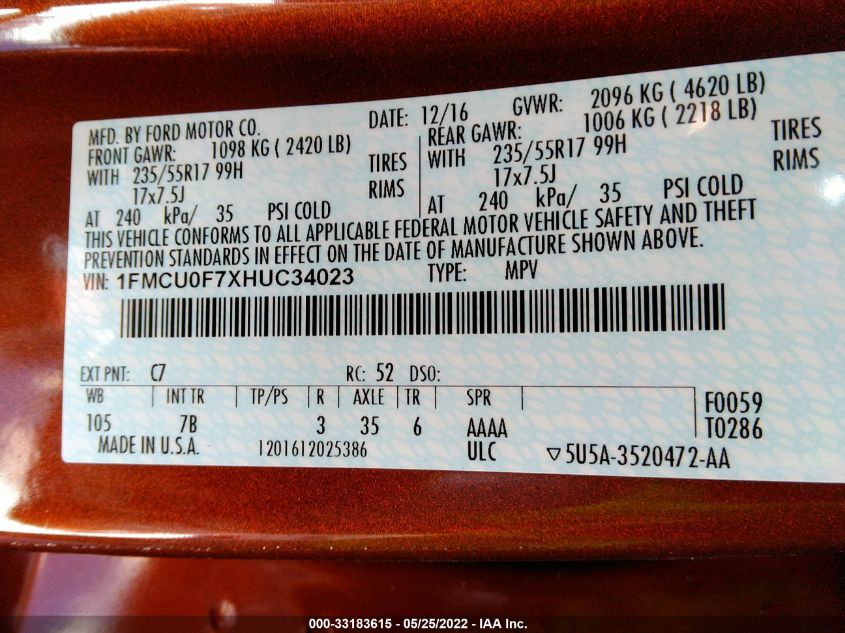 MFD. BY FORD MOTOR CO.
DATE: 12/16 GVWR: 2096 KG ( 4620 LB)
FRONT GAWR: 1098 KG ( 2420 LB)
REAR GAWR: 1006 KG ( 2218 LB)
WITH 235/55R17 99H TIRES
WITH 235/55R17 99H TIRES
17x7.5J RIMS
17x7.5J RIMS
AT 240 kPa/ 35 PSI COLD
AT 240 kPa/ 35 PSI COLD
THIS VEHICLE CONFORMS TO ALL APPLICABLE FEDERAL MOTOR VEHICLE SAFETY AND THEFT
PREVENTION STANDARDS IN EFFECT ON THE DATE OF MANUFACTURE SHOWN ABOVE.
VIN: 1FMCU0F7XHUC34023 TYPE: MPV
EXT PNT: C7 RC: 52 DSO:
WB INT TR TP/PS R AXLE TR SPR
105 7B 3 35 6 AAAA
F0059
T0286
MADE IN U.S.A. 1201612025386 ULC ▽5U5A-3520472-AA
000-33183615 - 05/25/2022 - IAA Inc.